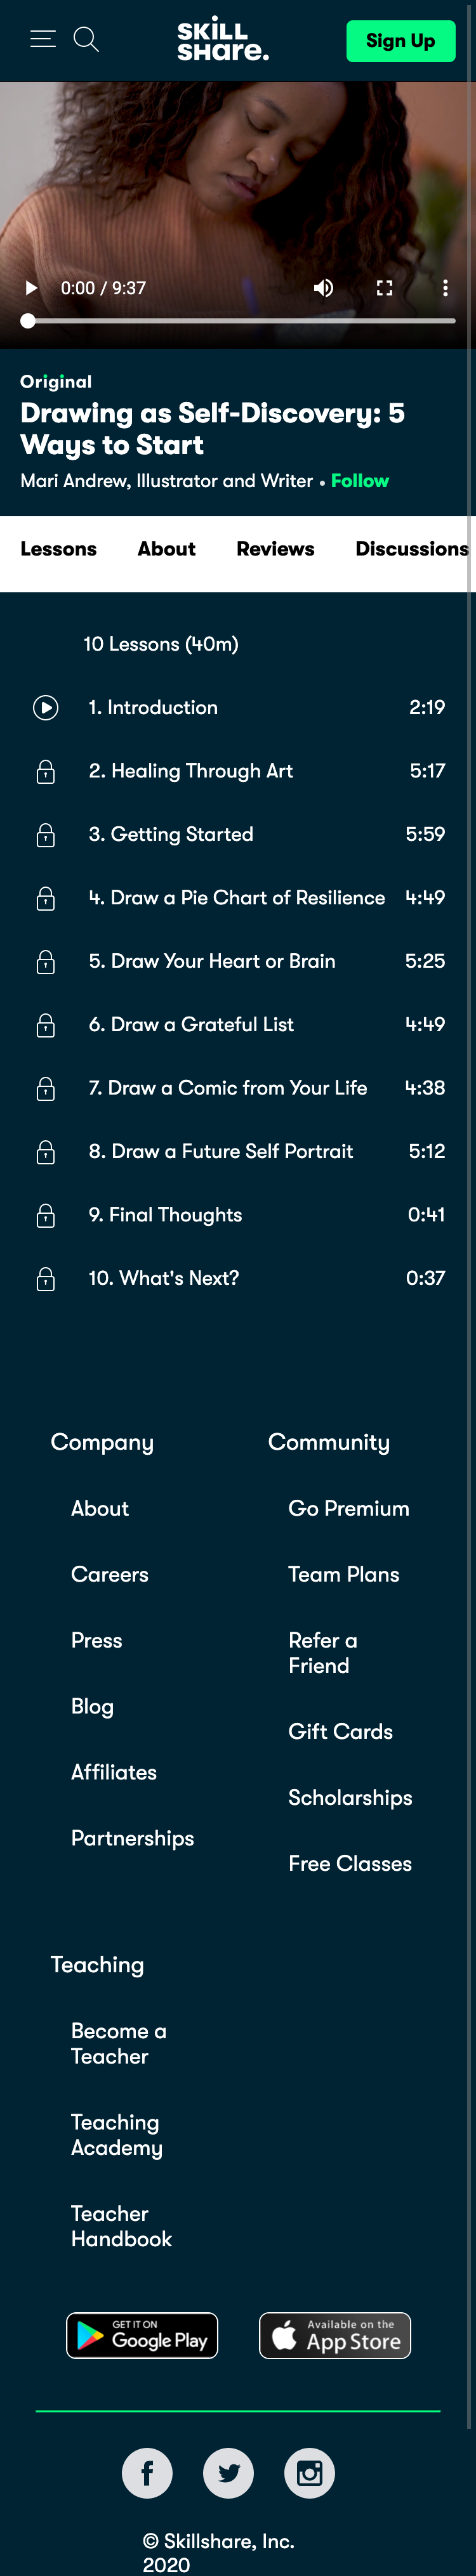 SKILL
SHARE.
Sign Up
0:00 / 9:37
Original
Drawing as Self-Discovery: 5
Ways to Start
Mari Andrew, Illustrator and Writer • Follow
Lessons About Reviews Discussions
10 Lessons (40m)
1. Introduction 2:19
2. Healing Through Art 5:17
3. Getting Started 5:59
4. Draw a Pie Chart of Resilience 4:49
5. Draw Your Heart or Brain 5:25
6. Draw a Grateful List 4:49
7. Draw a Comic from Your Life 4:38
8. Draw a Future Self Portrait 5:12
9. Final Thoughts 0:41
10. What's Next? 0:37
Company
About
Careers
Press
Blog
Affiliates
Partnerships
Community
Go Premium
Team Plans
Refer a
Friend
Gift Cards
Scholarships
Free Classes
Teaching
Become a
Teacher
Teaching
Academy
Teacher
Handbook
GET IT ON
Google Play
Available on the
App Store
© Skillshare, Inc.
2020